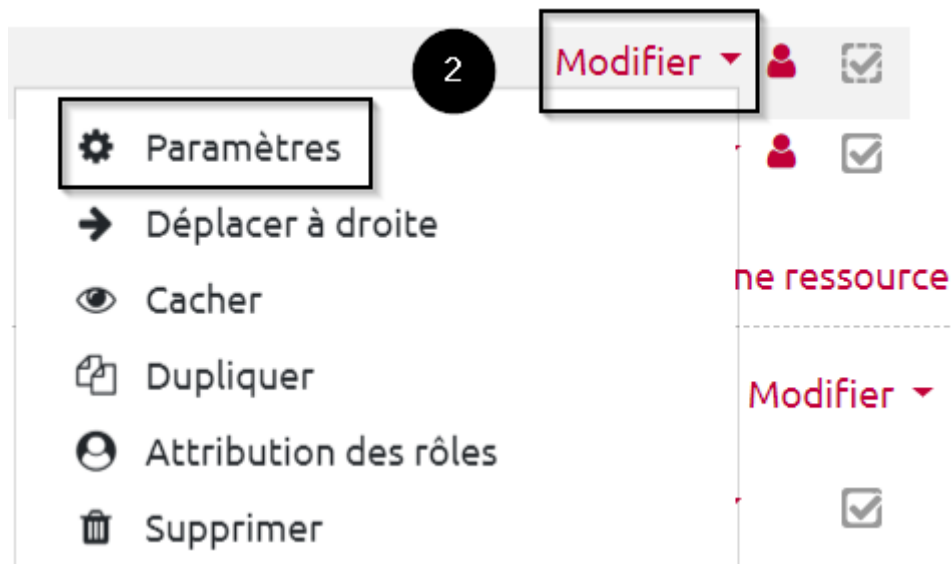 2
Modifier
Paramètres
Déplacer à droite
Cacher
ne ressource
Dupliquer
Modifier
Attribution des rôles
Supprimer